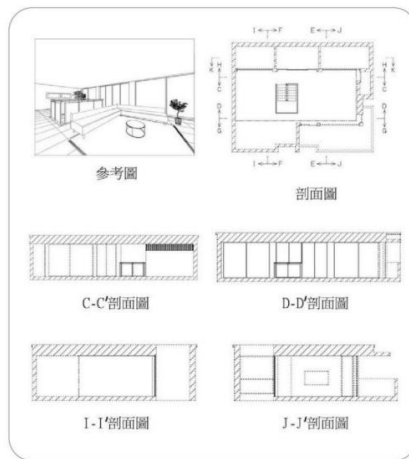 I F E J
K K
H H
C C
D D
G G
I F E J
參考圖
剖面圖
C-C'剖面圖
D-D'剖面圖
I-I'剖面圖
J-J'剖面圖